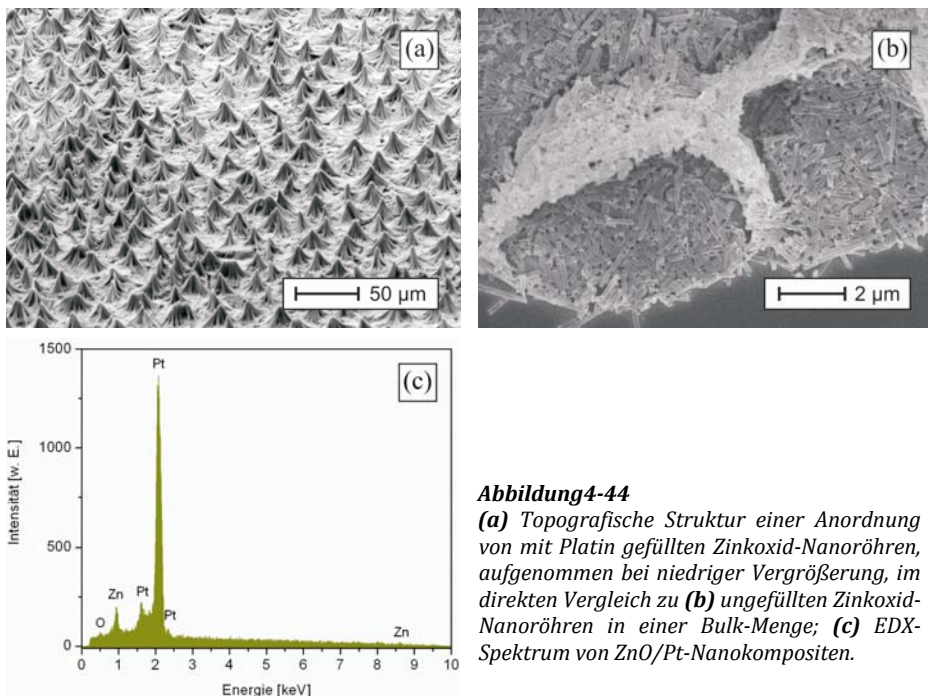 (a)
50 µm
(b)
2 µm
(c)
1500
1000
500
0
Intensität [w. E.]
Pt
Zn
Pt
O
Pt
Zn
0 1 2 3 4 5 6 7 8 9 10
Energie [keV]
Abbildung4-44
(a) Topografische Struktur einer Anordnung
von mit Platin gefüllten Zinkoxid-Nanoröhren,
aufgenommen bei niedriger Vergrößerung, im
direkten Vergleich zu (b) ungefüllten Zinkoxid-
Nanoröhren in einer Bulk-Menge; (c) EDX-
Spektrum von ZnO/Pt-Nanokompositen.